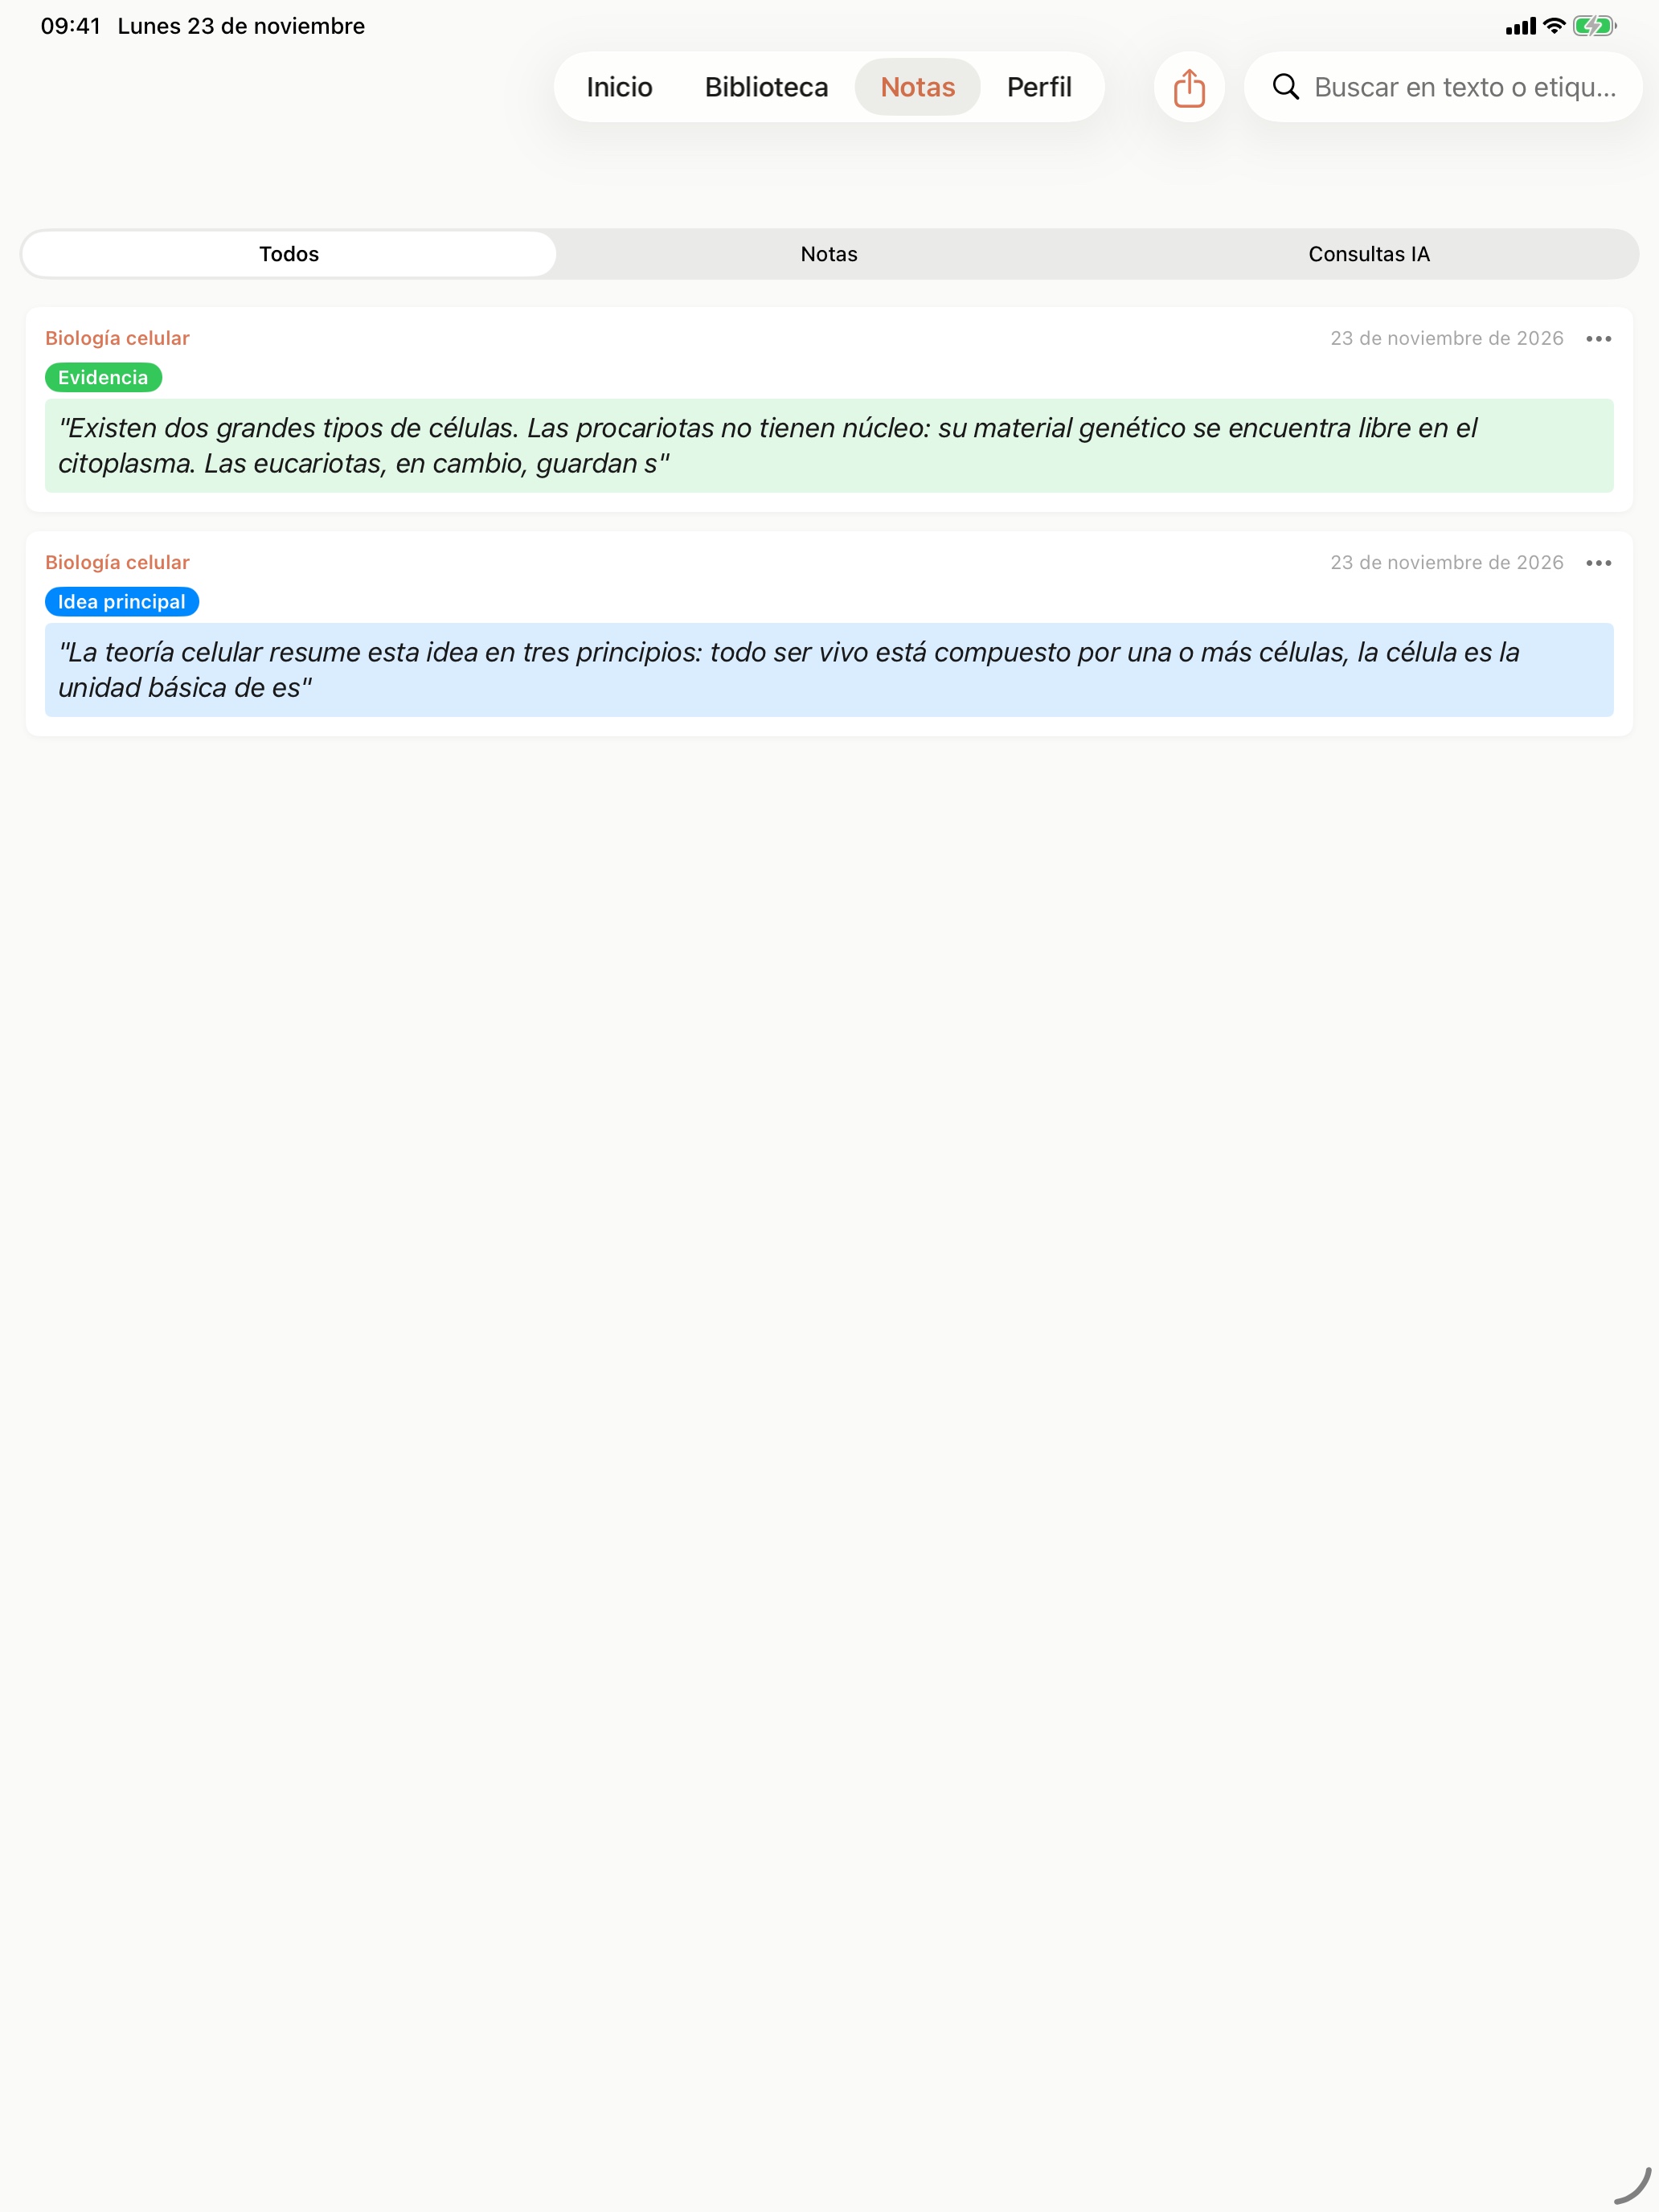 09:41 Lunes 23 de noviembre
Inicio Biblioteca Notas Perfil Buscar en texto o etiqu...
Todos Notas Consultas IA
Biología celular 23 de noviembre de 2026
Evidencia
"Existen dos grandes tipos de células. Las procariotas no tienen núcleo: su material genético se encuentra libre en el
citoplasma. Las eucariotas, en cambio, guardan s"
Biología celular 23 de noviembre de 2026
Idea principal
"La teoría celular resume esta idea en tres principios: todo ser vivo está compuesto por una o más células, la célula es la
unidad básica de es"